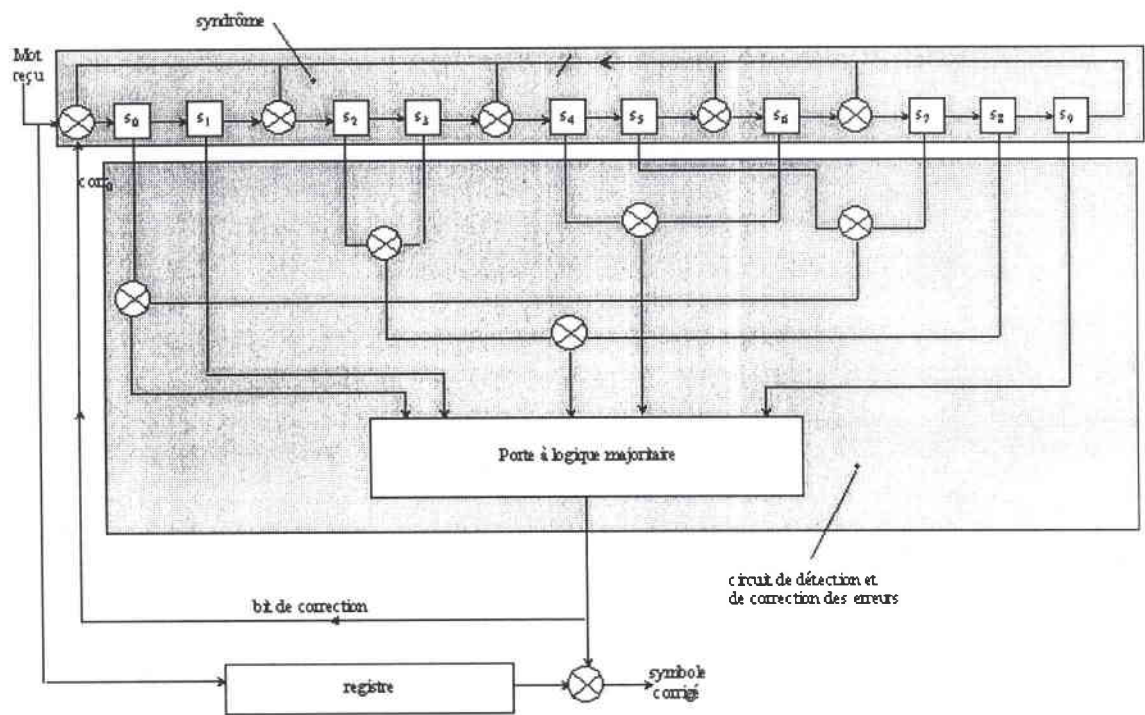 syndrôme
Mot
reçu
s0 s1 s2 s3 s4 s5 s6 s7 s8 s9
Porte à logique majoritaire
circuit de détection et
de correction des erreurs
bit de correction
registre
symbole
corrigé